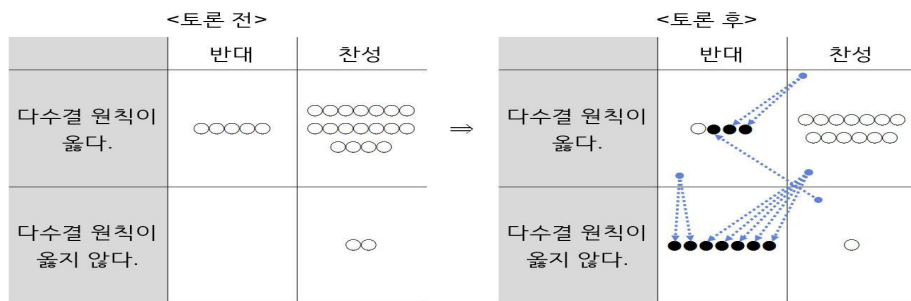 <토론 전>
반대 찬성
다수결 원칙이
옳다.
다수결 원칙이
옳지 않다.
⇒
<토론 후>
반대 찬성
다수결 원칙이
옳다.
다수결 원칙이
옳지 않다.